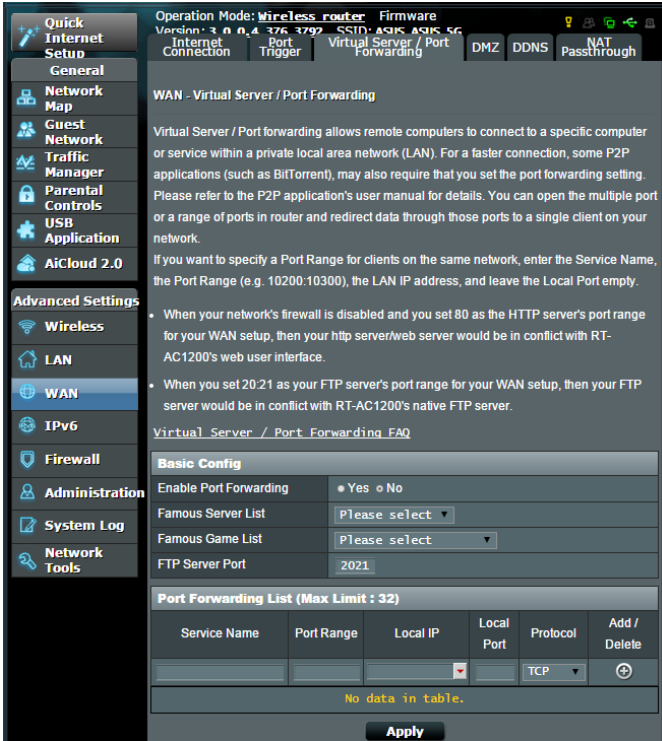 Operation Mode: Wireless router Firmware
Version: 3.0.0.4.376_3792 SSID: ASUS ASUS_5G
Quick
Internet
Setup
General
Network
Map
Guest
Network
Traffic
Manager
Parental
Controls
USB
Application
AiCloud 2.0
Advanced Settings
Wireless
LAN
WAN
IPv6
Firewall
Administration
System Log
Network
Tools
Internet
Connection
Port
Trigger
Virtual Server / Port
Forwarding
DMZ
DDNS
NAT
Passthrough
WAN - Virtual Server / Port Forwarding
Virtual Server / Port forwarding allows remote computers to connect to a specific computer
or service within a private local area network (LAN). For a faster connection, some P2P
applications (such as BitTorrent), may also require that you set the port forwarding setting.
Please refer to the P2P application's user manual for details. You can open the multiple port
or a range of ports in router and redirect data through those ports to a single client on your
network.
If you want to specify a Port Range for clients on the same network, enter the Service Name,
the Port Range (e.g. 10200:10300), the LAN IP address, and leave the Local Port empty.
• When your network's firewall is disabled and you set 80 as the HTTP server's port range
for your WAN setup, then your http server/web server would be in conflict with RT-
AC1200's web user interface.
• When you set 20:21 as your FTP server's port range for your WAN setup, then your FTP
server would be in conflict with RT-AC1200's native FTP server.
Virtual Server / Port Forwarding FAQ
Basic Config
Enable Port Forwarding Yes No
Famous Server List Please select
Famous Game List Please select
FTP Server Port 2021
Port Forwarding List (Max Limit : 32)
Service Name Port Range Local IP Local Port Protocol Add / Delete
TCP
No data in table.
Apply